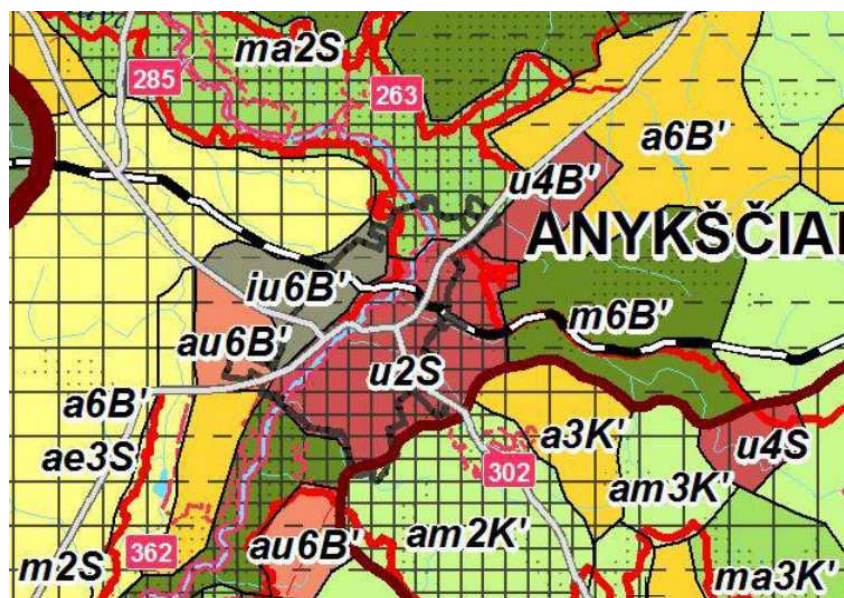 ma2S
285
263
a6B'
u4B'
ANYKŠČIAI
iu6B'
m6B'
au6B'
u2S
a6B'
a3K'
u4S
ae3S
302
am3K'
362
au6B'
am2K'
m2S
ma3K'